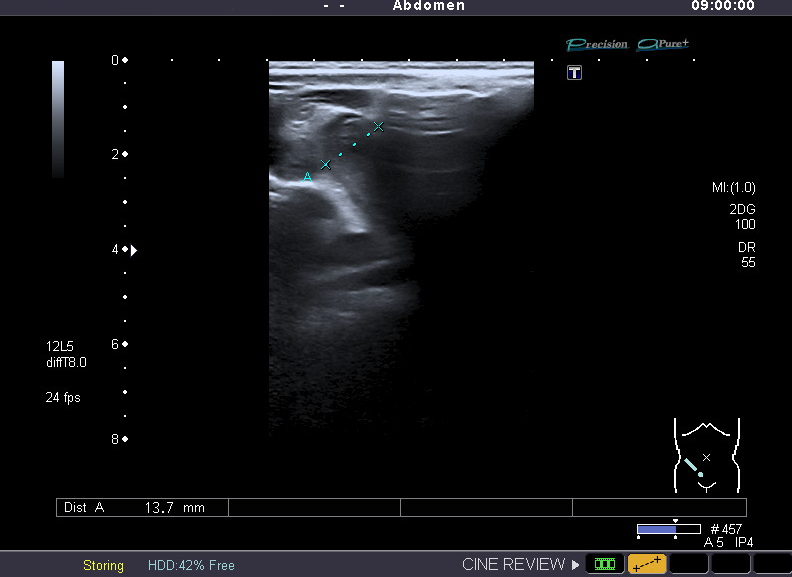 - - Abdomen 09:00:00
Precision APure+
T
0
2
4
6
8
A
MI:(1.0)
2DG
100
DR
55
12L5
diffT8.0
24 fps
Dist A 13.7 mm
#457
A 5 IP4
Storing HDD:42% Free CINE REVIEW